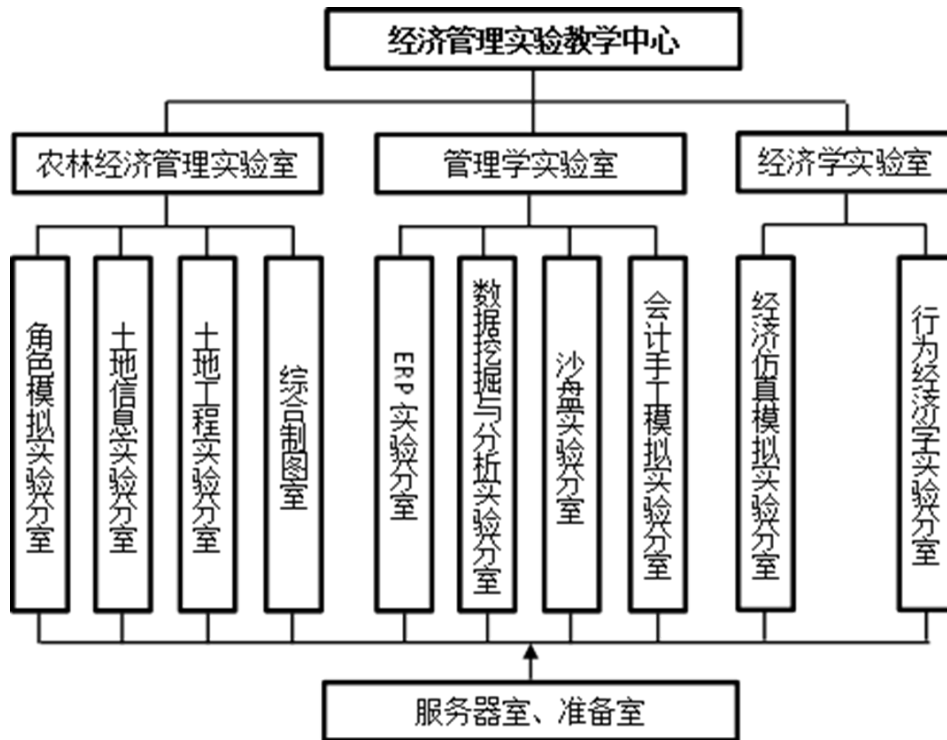 经济管理实验教学中心
农林经济管理实验室
管理学实验室
经济学实验室
角色模拟实验分室
土地信息实验分室
土地工程实验分室
综合制图室
ERP实验分室
数据挖掘与分析实验分室
沙盘实验分室
会计手工模拟实验分室
经济仿真模拟实验分室
行为经济学实验分室
服务器室、准备室